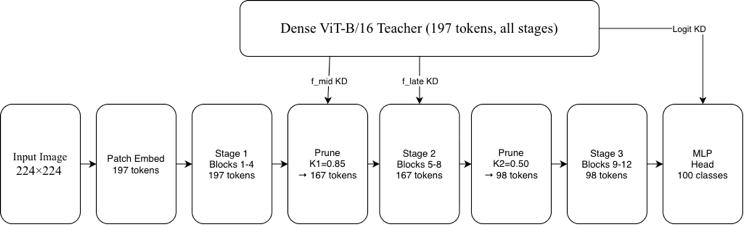 Dense ViT-B/16 Teacher (197 tokens, all stages)
Logit KD
f_mid KD
f_late KD
Input Image
224×224
Patch Embed
197 tokens
Stage 1
Blocks 1-4
197 tokens
Prune
K1=0.85
→ 167 tokens
Stage 2
Blocks 5-8
167 tokens
Prune
K2=0.50
→ 98 tokens
Stage 3
Blocks 9-12
98 tokens
MLP
Head
100 classes